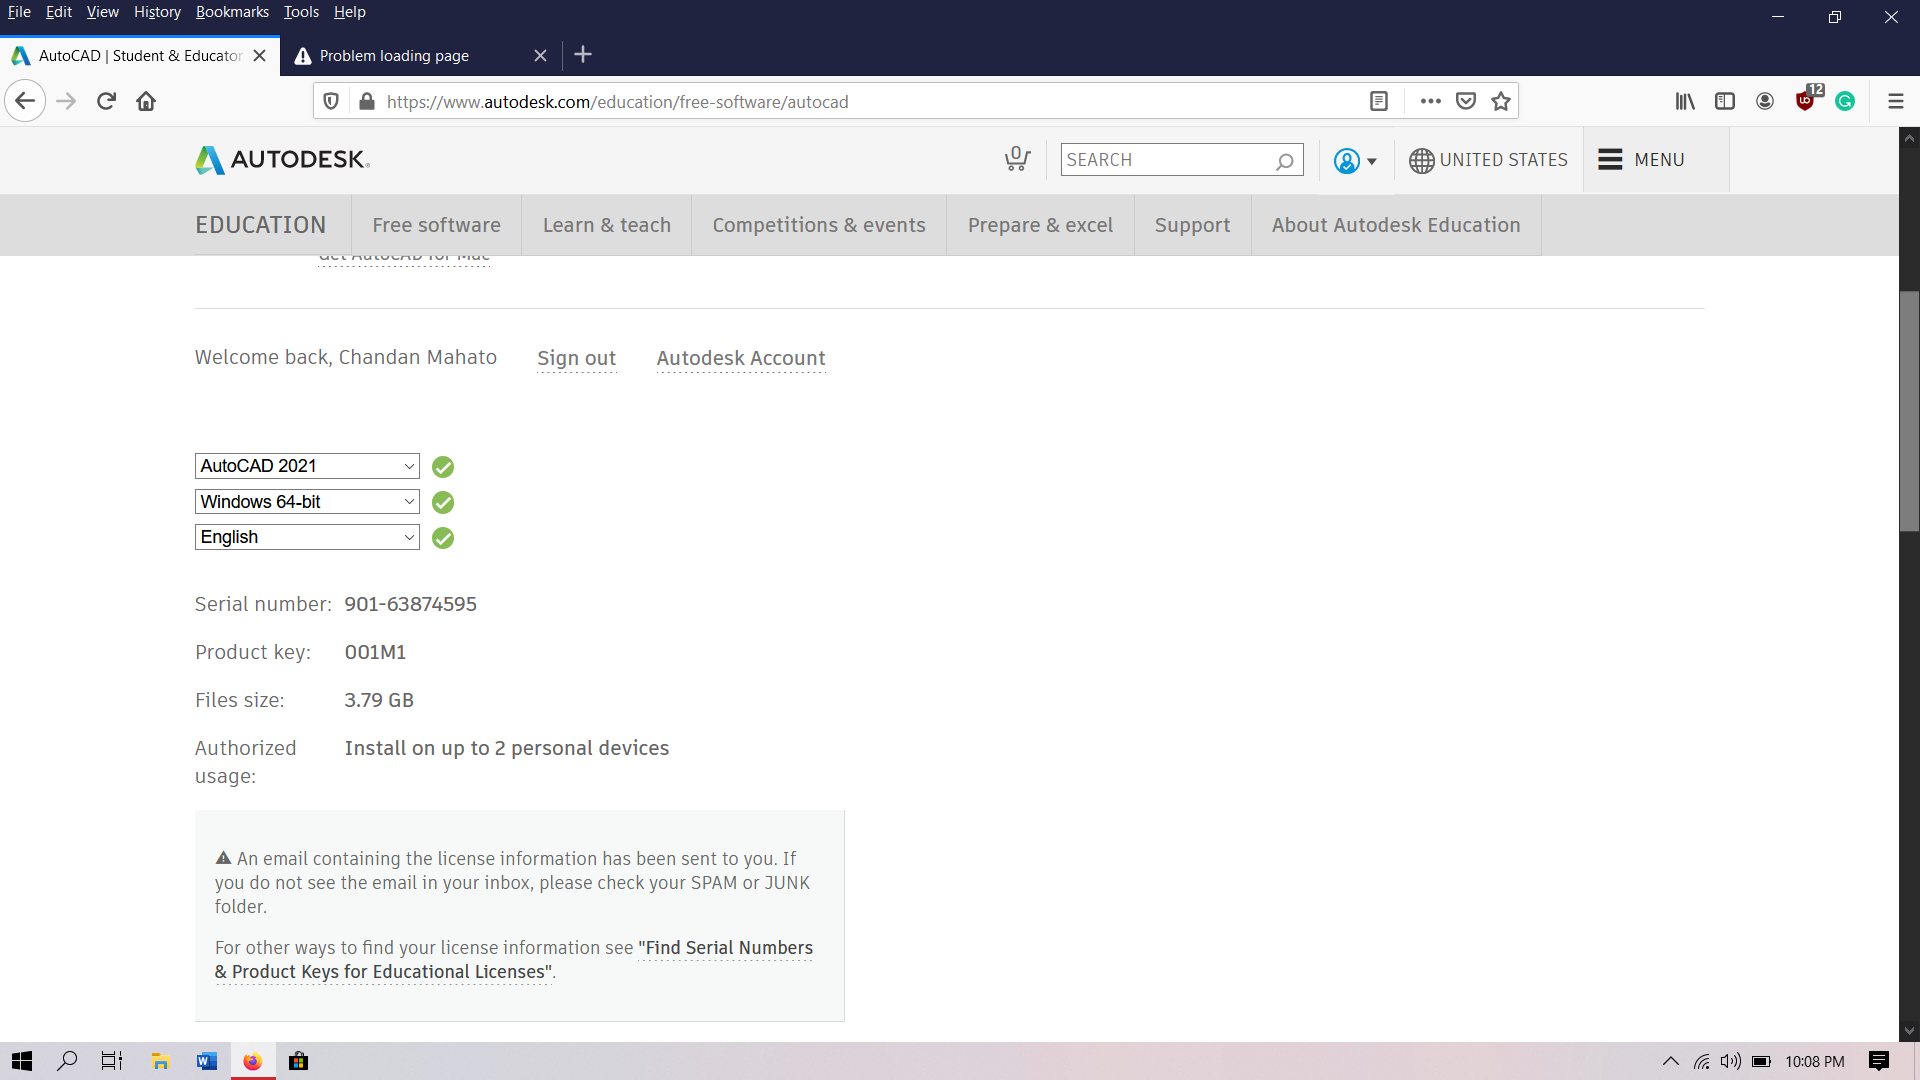 File Edit View History Bookmarks Tools Help
AutoCAD | Student & Educator
Problem loading page
https://www.autodesk.com/education/free-software/autocad
12
AUTODESK
0
SEARCH
UNITED STATES
MENU
EDUCATION
Free software
Learn & teach
Competitions & events
Prepare & excel
Support
About Autodesk Education
Get AutoCAD for Mac
Welcome back, Chandan Mahato
Sign out
Autodesk Account
AutoCAD 2021
Windows 64-bit
English
Serial number: 901-63874595
Product key: 001M1
Files size: 3.79 GB
Authorized Install on up to 2 personal devices
usage:
An email containing the license information has been sent to you. If
you do not see the email in your inbox, please check your SPAM or JUNK
folder.
For other ways to find your license information see "Find Serial Numbers
& Product Keys for Educational Licenses".
10:08 PM